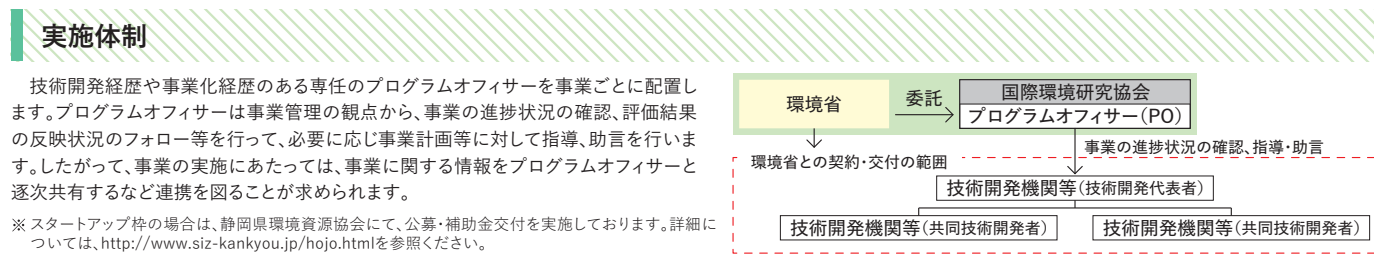 実施体制
技術開発経歴や事業化経歴のある専任のプログラムオフィサーを事業ごとに配置し
ます。プログラムオフィサーは事業管理の観点から、事業の進捗状況の確認、評価結果
の反映状況のフォロー等を行って、必要に応じ事業計画等に対して指導、助言を行いま
す。したがって、事業の実施にあたっては、事業に関する情報をプログラムオフィサーと
逐次共有するなど連携を図ることが求められます。
※ スタートアップ枠の場合は、静岡県環境資源協会にて、公募・補助金交付を実施しております。詳細に
ついては、http://www.siz-kankyou.jp/hojo.htmlを参照ください。
環境省
委託
国際環境研究協会
プログラムオフィサー(PO)
事業の進捗状況の確認、指導・助言
環境省との契約・交付の範囲
技術開発機関等(技術開発代表者)
技術開発機関等(共同技術開発者)
技術開発機関等(共同技術開発者)